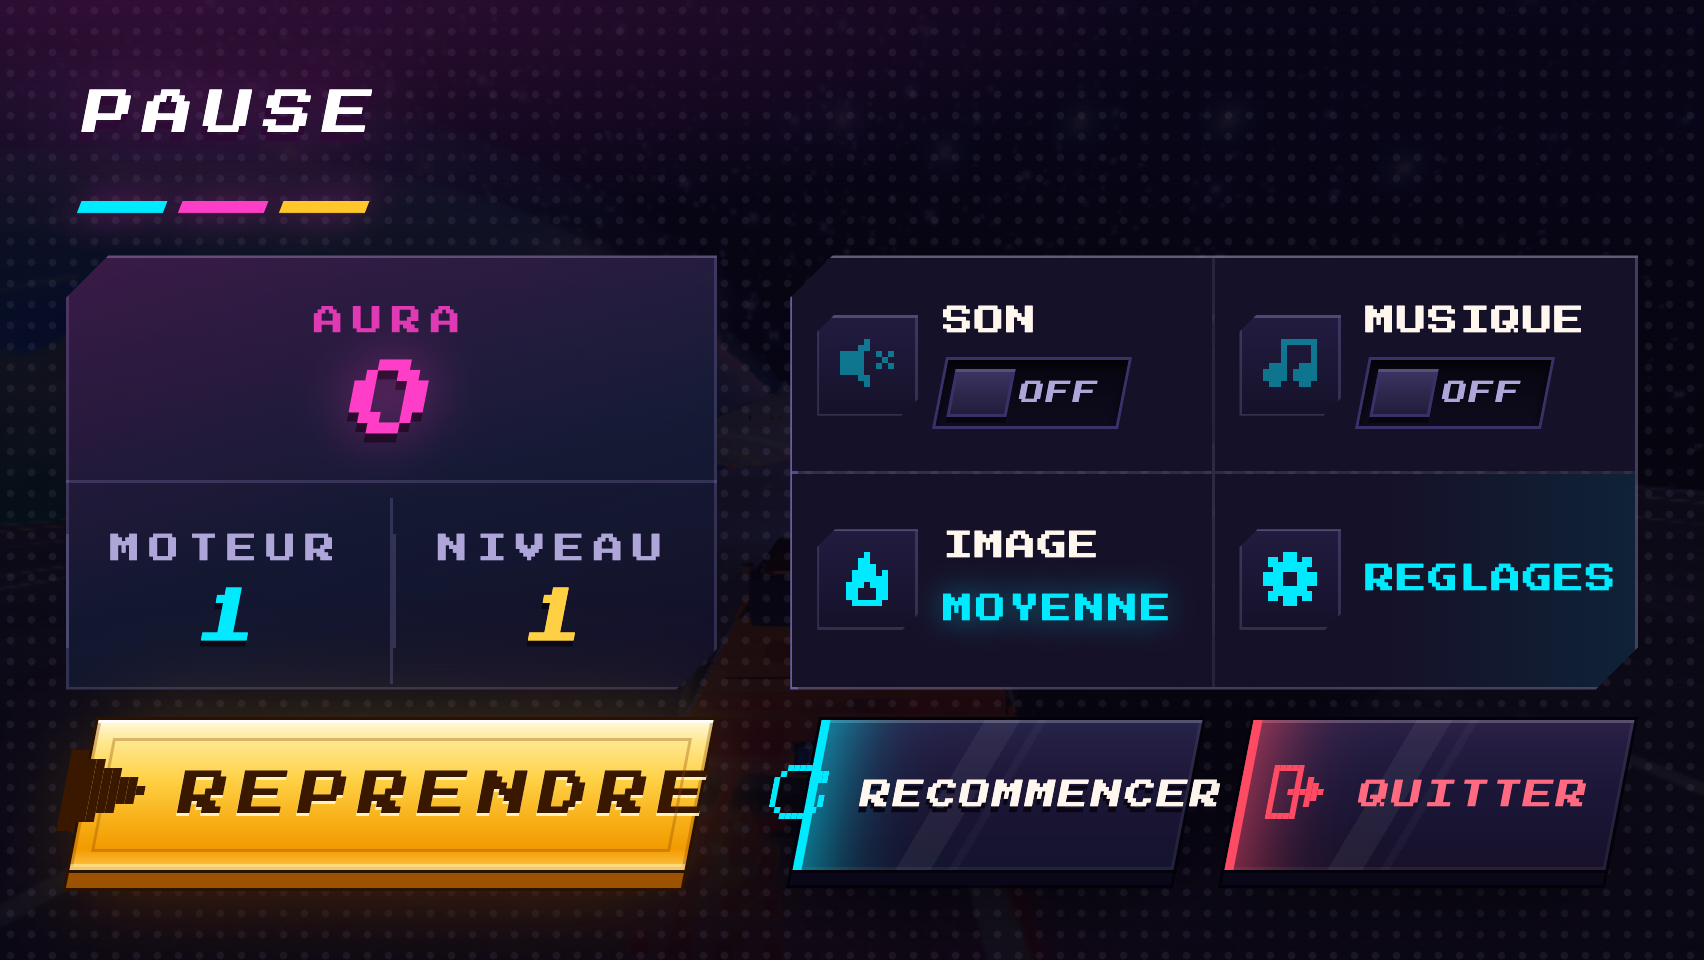 PAUSE
AURA
0
MOTEUR
1
NIVEAU
1
SON
OFF
MUSIQUE
OFF
IMAGE
MOYENNE
REGLAGES
REPRENDRE
RECOMMENCER
QUITTER